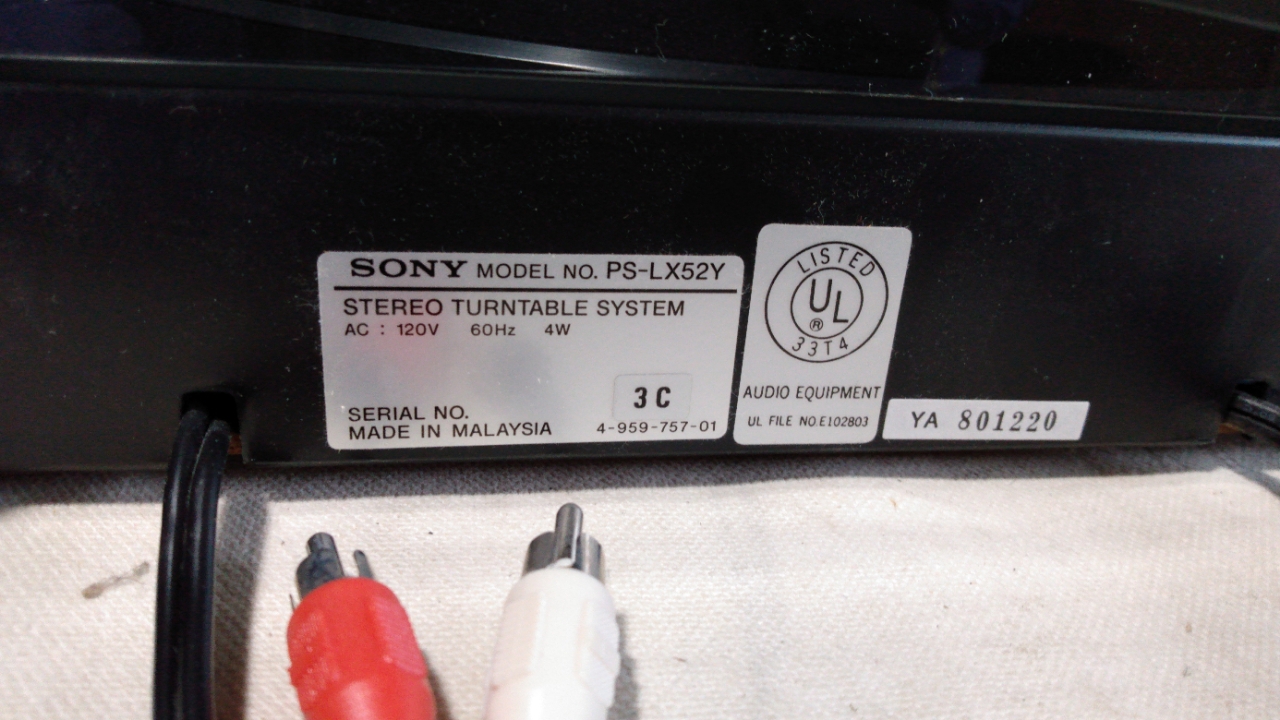 SONY MODEL NO. PS-LX52Y
STEREO TURNTABLE SYSTEM
AC : 120V 60Hz 4W
3C
SERIAL NO.
MADE IN MALAYSIA 4-959-757-01
LISTED
UL
®
33T4
AUDIO EQUIPMENT
UL FILE NO.E102803
YA 801220